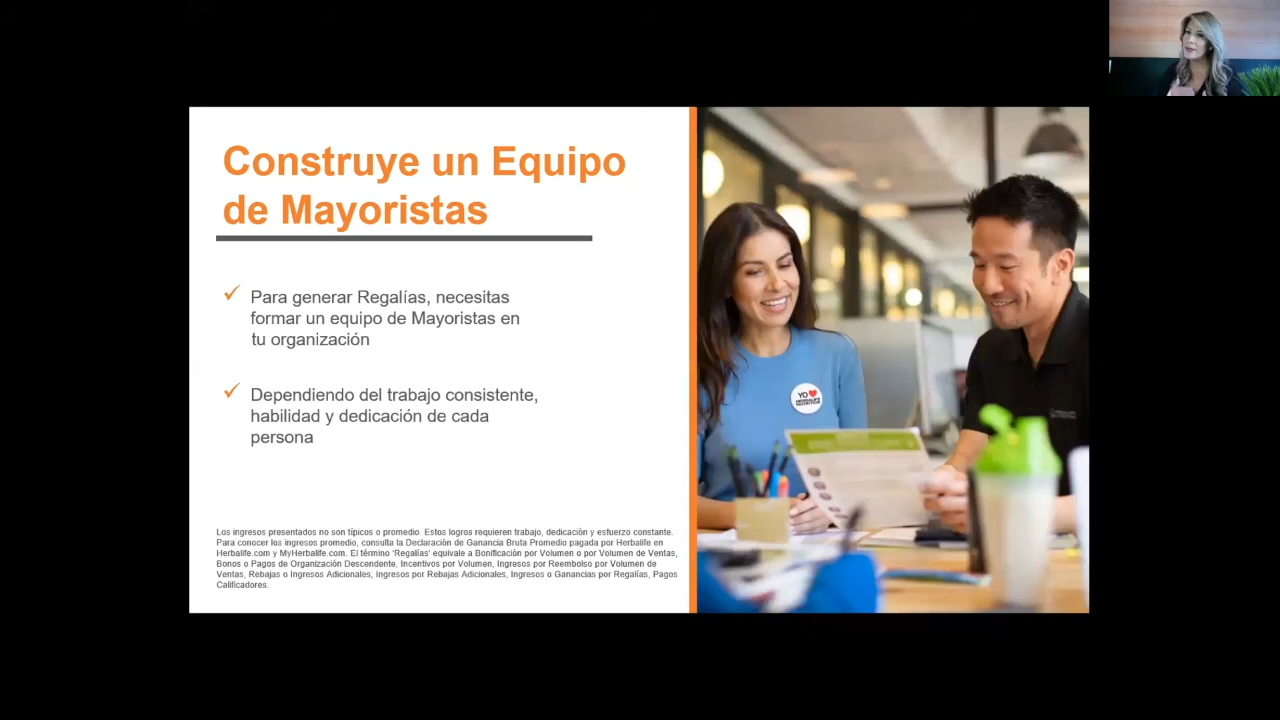 Construye un Equipo
de Mayoristas
✓ Para generar Regalías, necesitas
formar un equipo de Mayoristas en
tu organización
✓ Dependiendo del trabajo consistente,
habilidad y dedicación de cada
persona
YO ❤
HERBALIFE
NUTRITION
Los ingresos presentados no son típicos o promedio. Estos logros requieren trabajo, dedicación y esfuerzo constante.
Para conocer los ingresos promedio, consulta la Declaración de Ganancia Bruta Promedio pagada por Herbalife en
Herbalife.com y MyHerbalife.com. El término 'Regalías' equivale a Bonificación por Volumen o por Volumen de Ventas,
Bonos o Pagos de Organización Descendente, Incentivos por Volumen, Ingresos por Reembolso por Volumen de
Ventas, Rebajas o Ingresos Adicionales, Ingresos por Rebajas Adicionales, Ingresos o Ganancias por Regalías, Pagos
Calificadores.